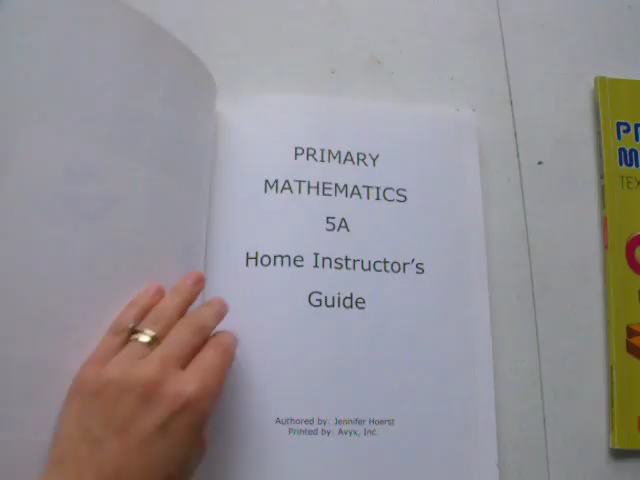 PRIMARY
MATHEMATICS
5A
Home Instructor's
Guide
Authored by: Jennifer Hoerst
Printed by: Avyx, Inc.